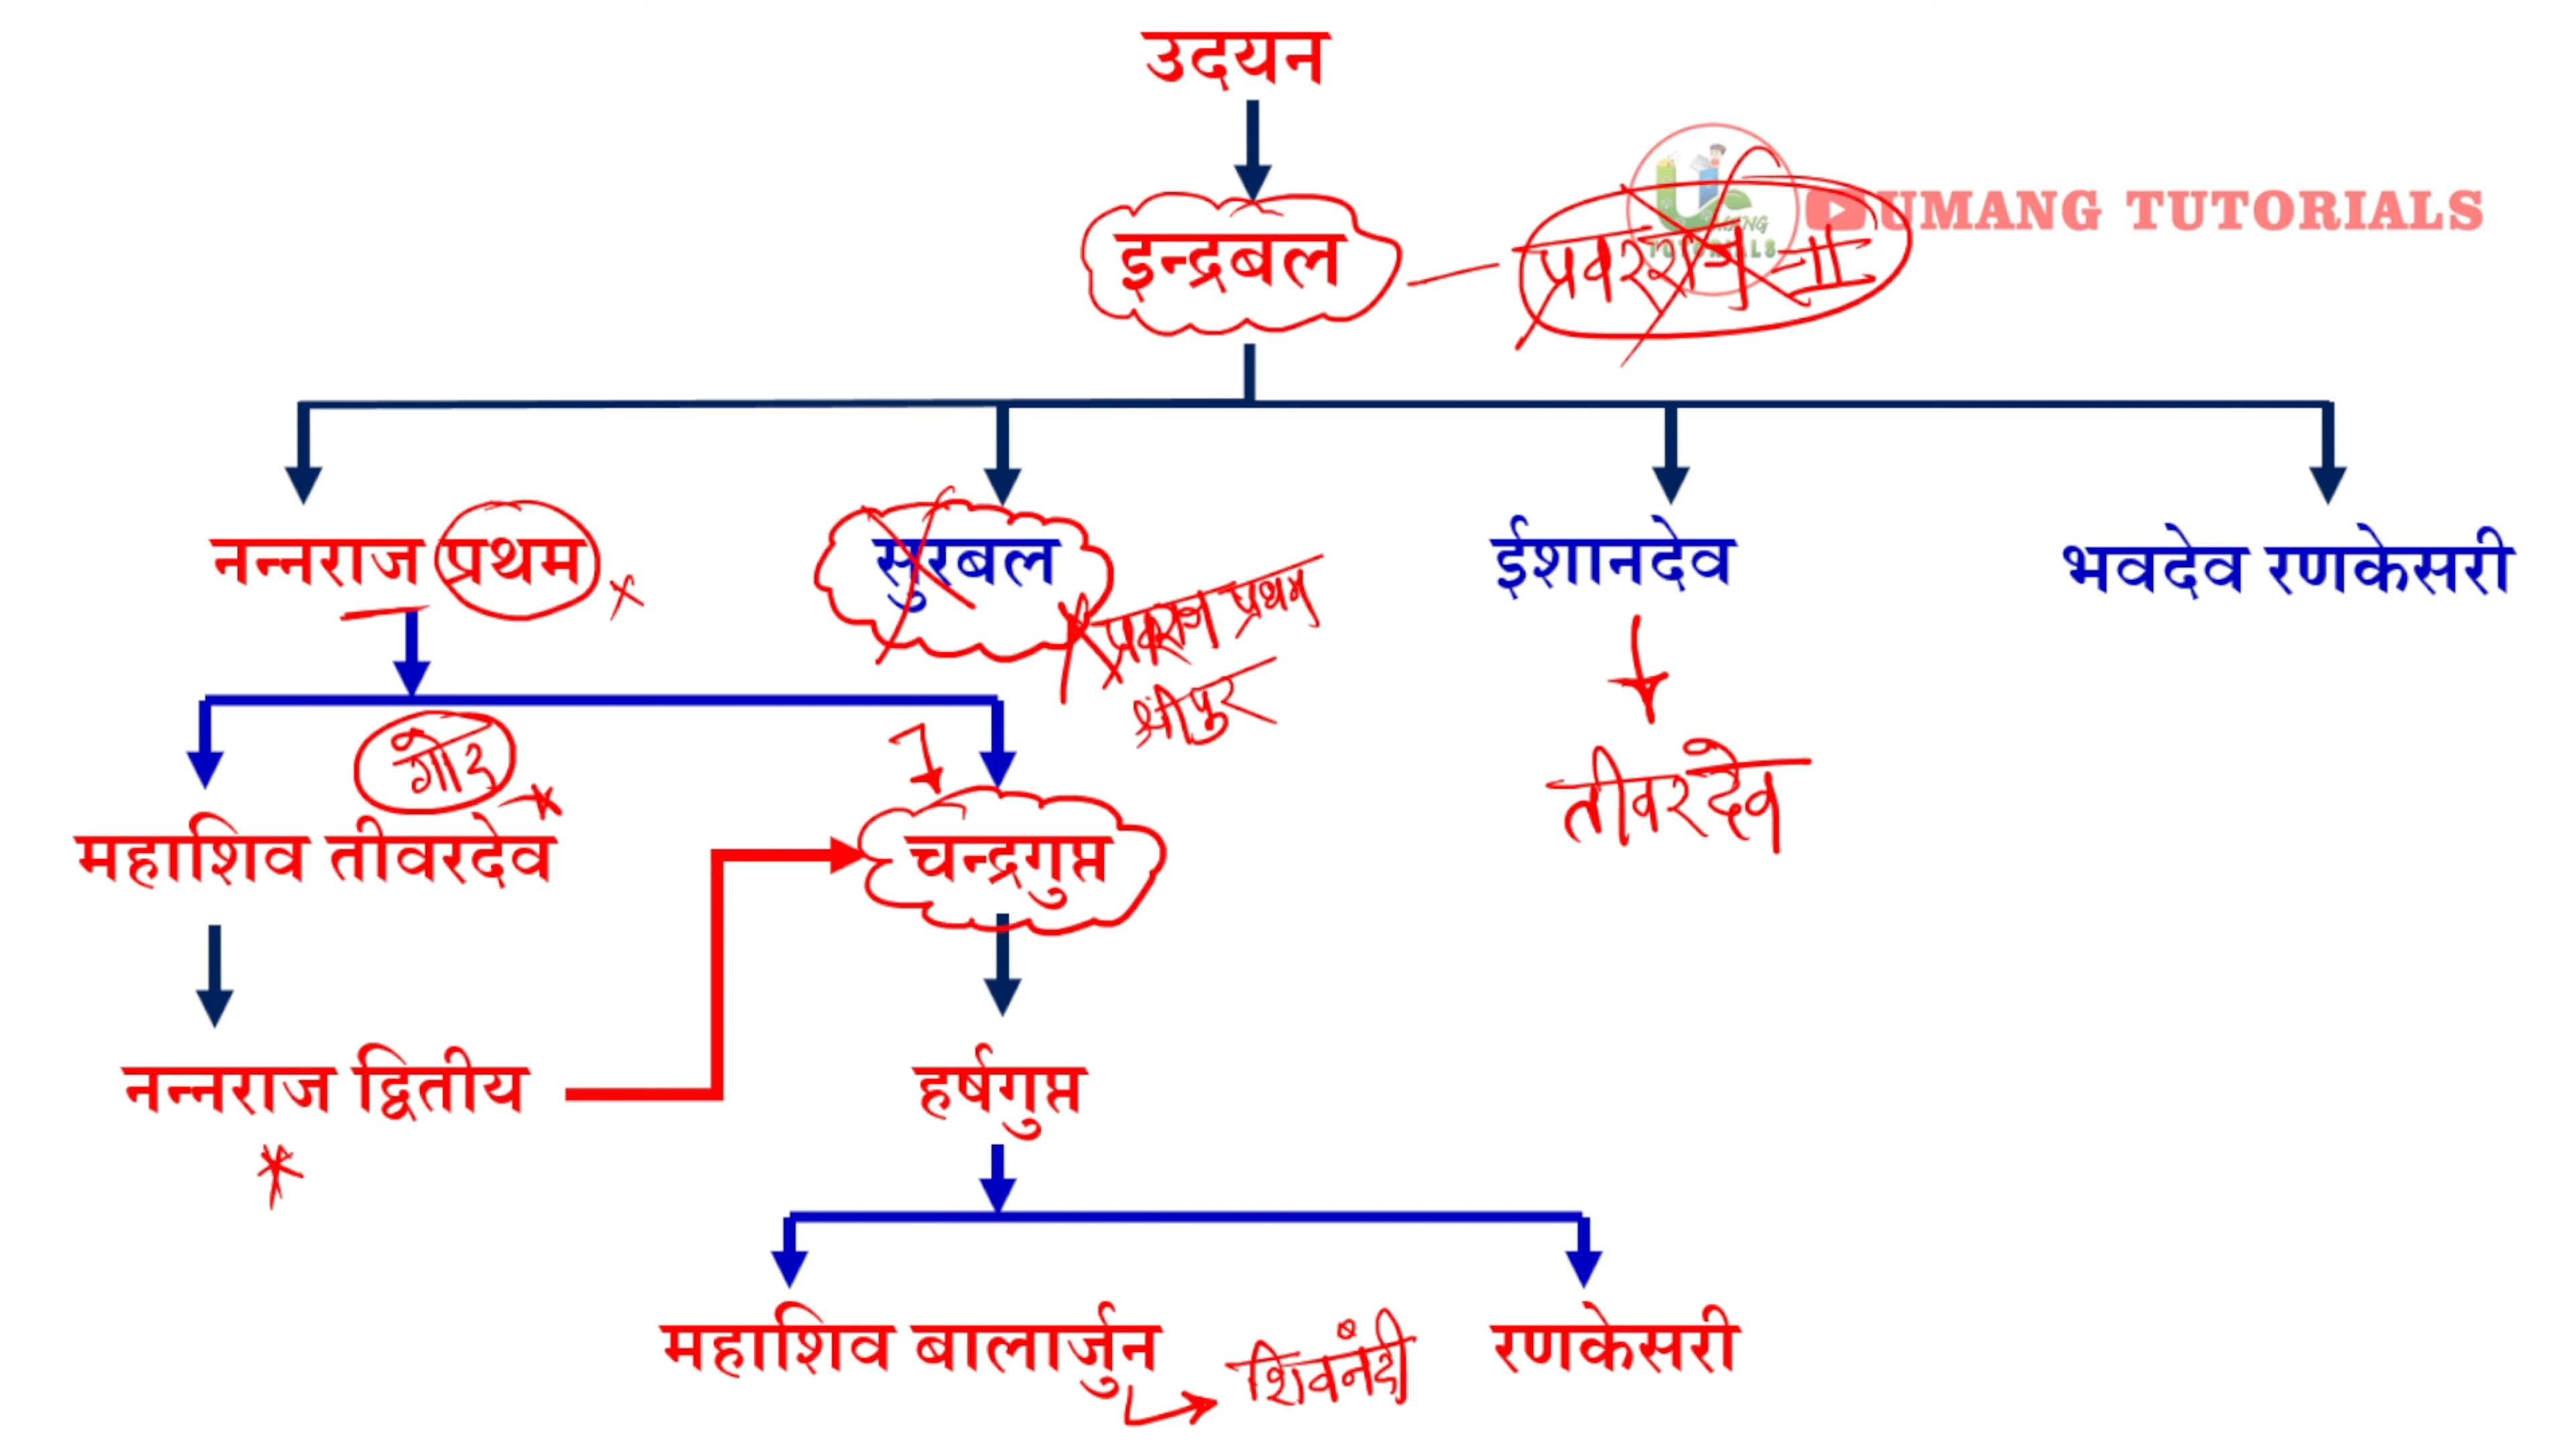 उदयन
इन्द्रबल
प्रवरराज -II
UMANG TUTORIALS
नन्नराज प्रथम
सुरबल
ईशानदेव
भवदेव रणकेसरी
प्रवरराज प्रथम
श्रीपुर
तीवरदेव
महाशिव तीवरदेव
चन्द्रगुप्त
नन्नराज द्वितीय
हर्षगुप्त
महाशिव बालार्जुन
शिवनंदी
रणकेसरी